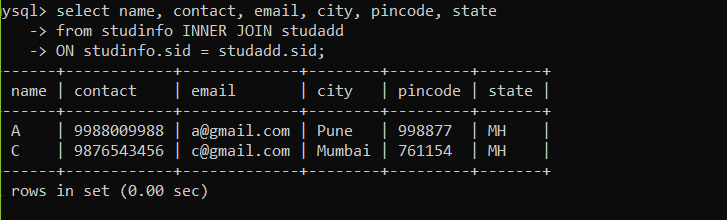 ysql> select name, contact, email, city, pincode, state
-> from studinfo INNER JOIN studadd
-> ON studinfo.sid = studadd.sid;
------+------------+-------------+--------+---------+-------+
name | contact | email | city | pincode | state |
------+------------+-------------+--------+---------+-------+
A | 9988009988 | a@gmail.com | Pune | 998877 | MH |
C | 9876543456 | c@gmail.com | Mumbai | 761154 | MH |
------+------------+-------------+--------+---------+-------+
rows in set (0.00 sec)